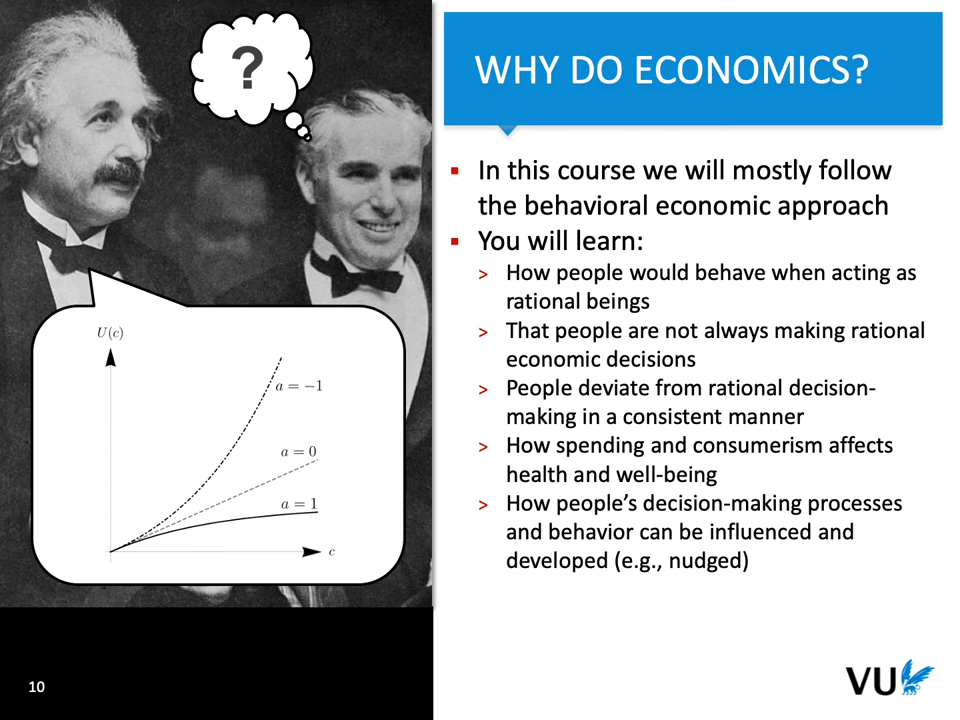 ?
WHY DO ECONOMICS?
▪ In this course we will mostly follow
the behavioral economic approach
▪ You will learn:
> How people would behave when acting as
rational beings
> That people are not always making rational
economic decisions
> People deviate from rational decision-
making in a consistent manner
> How spending and consumerism affects
health and well-being
> How people’s decision-making processes
and behavior can be influenced and
developed (e.g., nudged)
U(c)
a = −1
a = 0
a = 1
c
10
VU